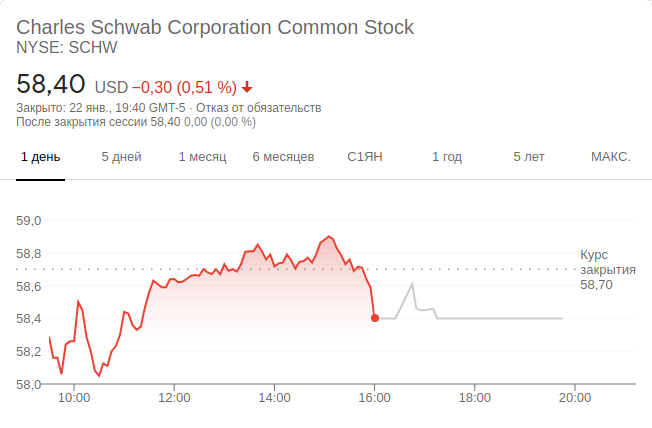 Charles Schwab Corporation Common Stock
NYSE: SCHW
58,40 USD −0,30 (0,51 %)
Закрыто: 22 янв., 19:40 GMT-5 · Отказ от обязательств
После закрытия сессии 58,40 0,00 (0,00 %)
1 день 5 дней 1 месяц 6 месяцев С1ЯН 1 год 5 лет МАКС.
59,0
58,8
58,6
58,4
58,2
58,0
Курс
закрытия
58,70
10:00 12:00 14:00 16:00 18:00 20:00